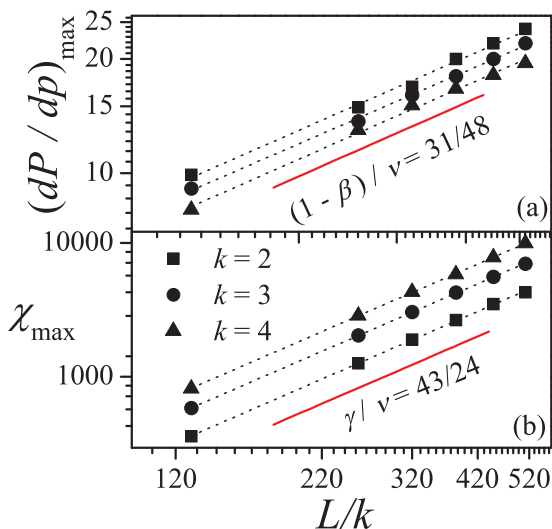 25
20
15
10
(dP / dp)max
(1 - β) / ν = 31/48
(a)
10000
1000
χmax
k = 2
k = 3
k = 4
γ / ν = 43/24
(b)
120 220 320 420 520
L/k